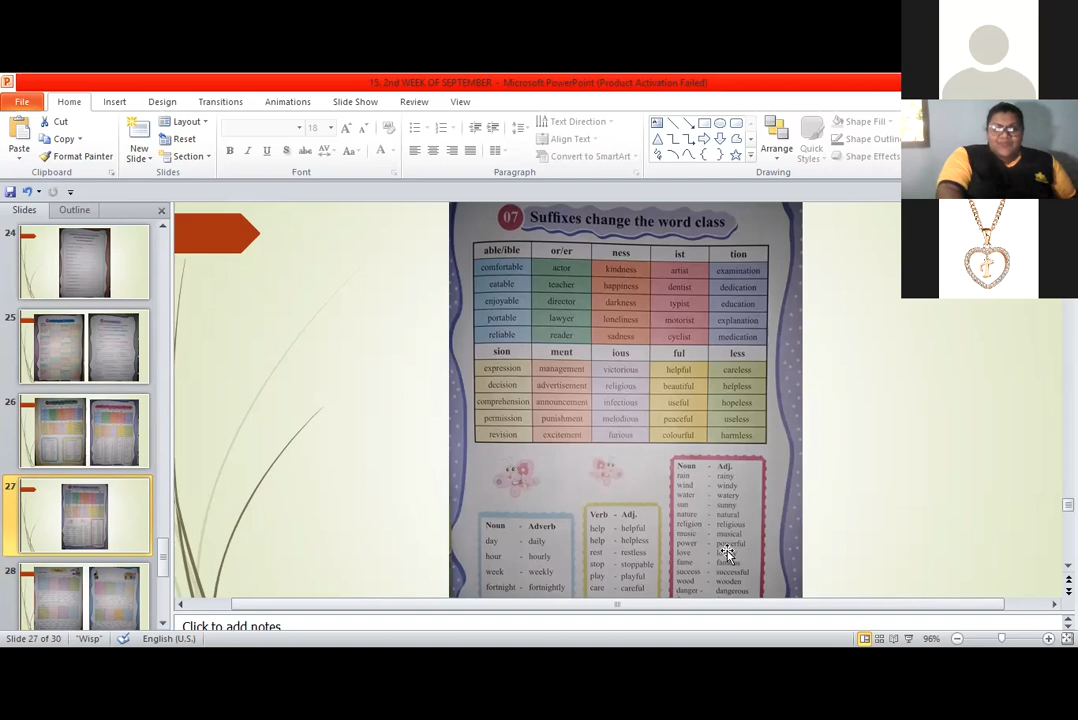 15. 2nd WEEK OF SEPTEMBER - Microsoft PowerPoint (Product Activation Failed)
File Home Insert Design Transitions Animations Slide Show Review View
Paste
Cut
Copy
Format Painter
Clipboard
New
Slide
Layout
Reset
Section
Slides
18
B I U S abc AV Aa A
Font
Text Direction
Align Text
Convert to SmartArt
Paragraph
Arrange
Quick
Styles
Shape Fill
Shape Outlin
Shape Effects
Drawing
Slides Outline
24
25
26
27
28
07 Suffixes change the word class
able/ible or/er ness ist tion
comfortable actor kindness artist examination
eatable teacher happiness dentist dedication
enjoyable director darkness typist education
portable lawyer loneliness motorist explanation
reliable reader sadness cyclist medication
sion ment ious ful less
expression management victorious helpful careless
decision advertisement religious beautiful helpless
comprehension announcement infectious useful hopeless
permission punishment melodious peaceful useless
revision excitement furious colourful harmless
Noun - Adverb
day - daily
hour - hourly
week - weekly
fortnight - fortnightly
Verb - Adj.
help - helpful
help - helpless
rest - restless
stop - stoppable
play - playful
care - careful
Noun - Adj.
rain - rainy
wind - windy
water - watery
sun - sunny
nature - natural
religion - religious
music - musical
power - powerful
love -
fame -
success - successful
wood - wooden
danger - dangerous
Click to add notes
Slide 27 of 30 "Wisp" English (U.S.) 96%